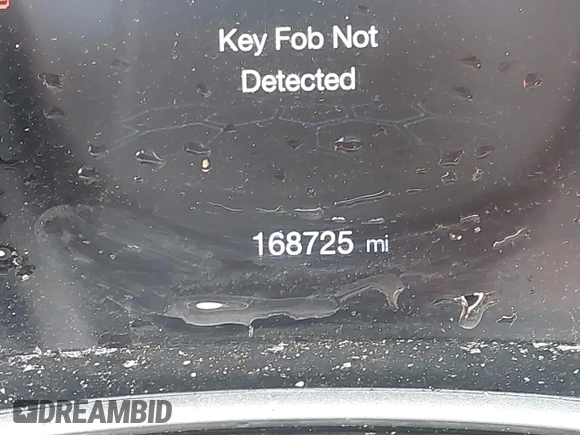 Key Fob Not
Detected
168725 mi
DREAMBID